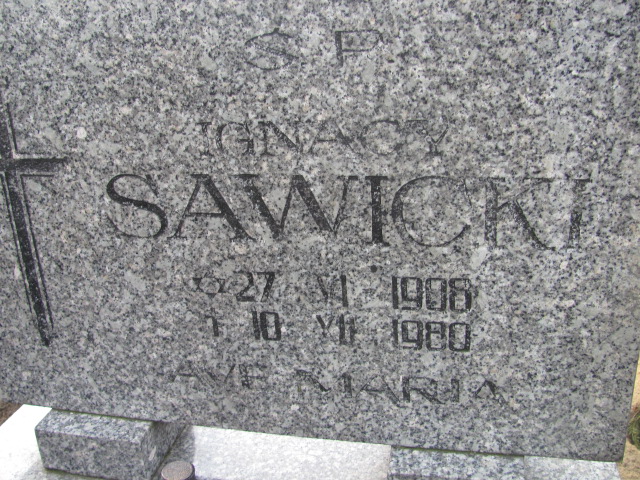 Ś P
IGNACY
SAWICKI
27 VI 1908
10 VII 1980
AVE MARIA